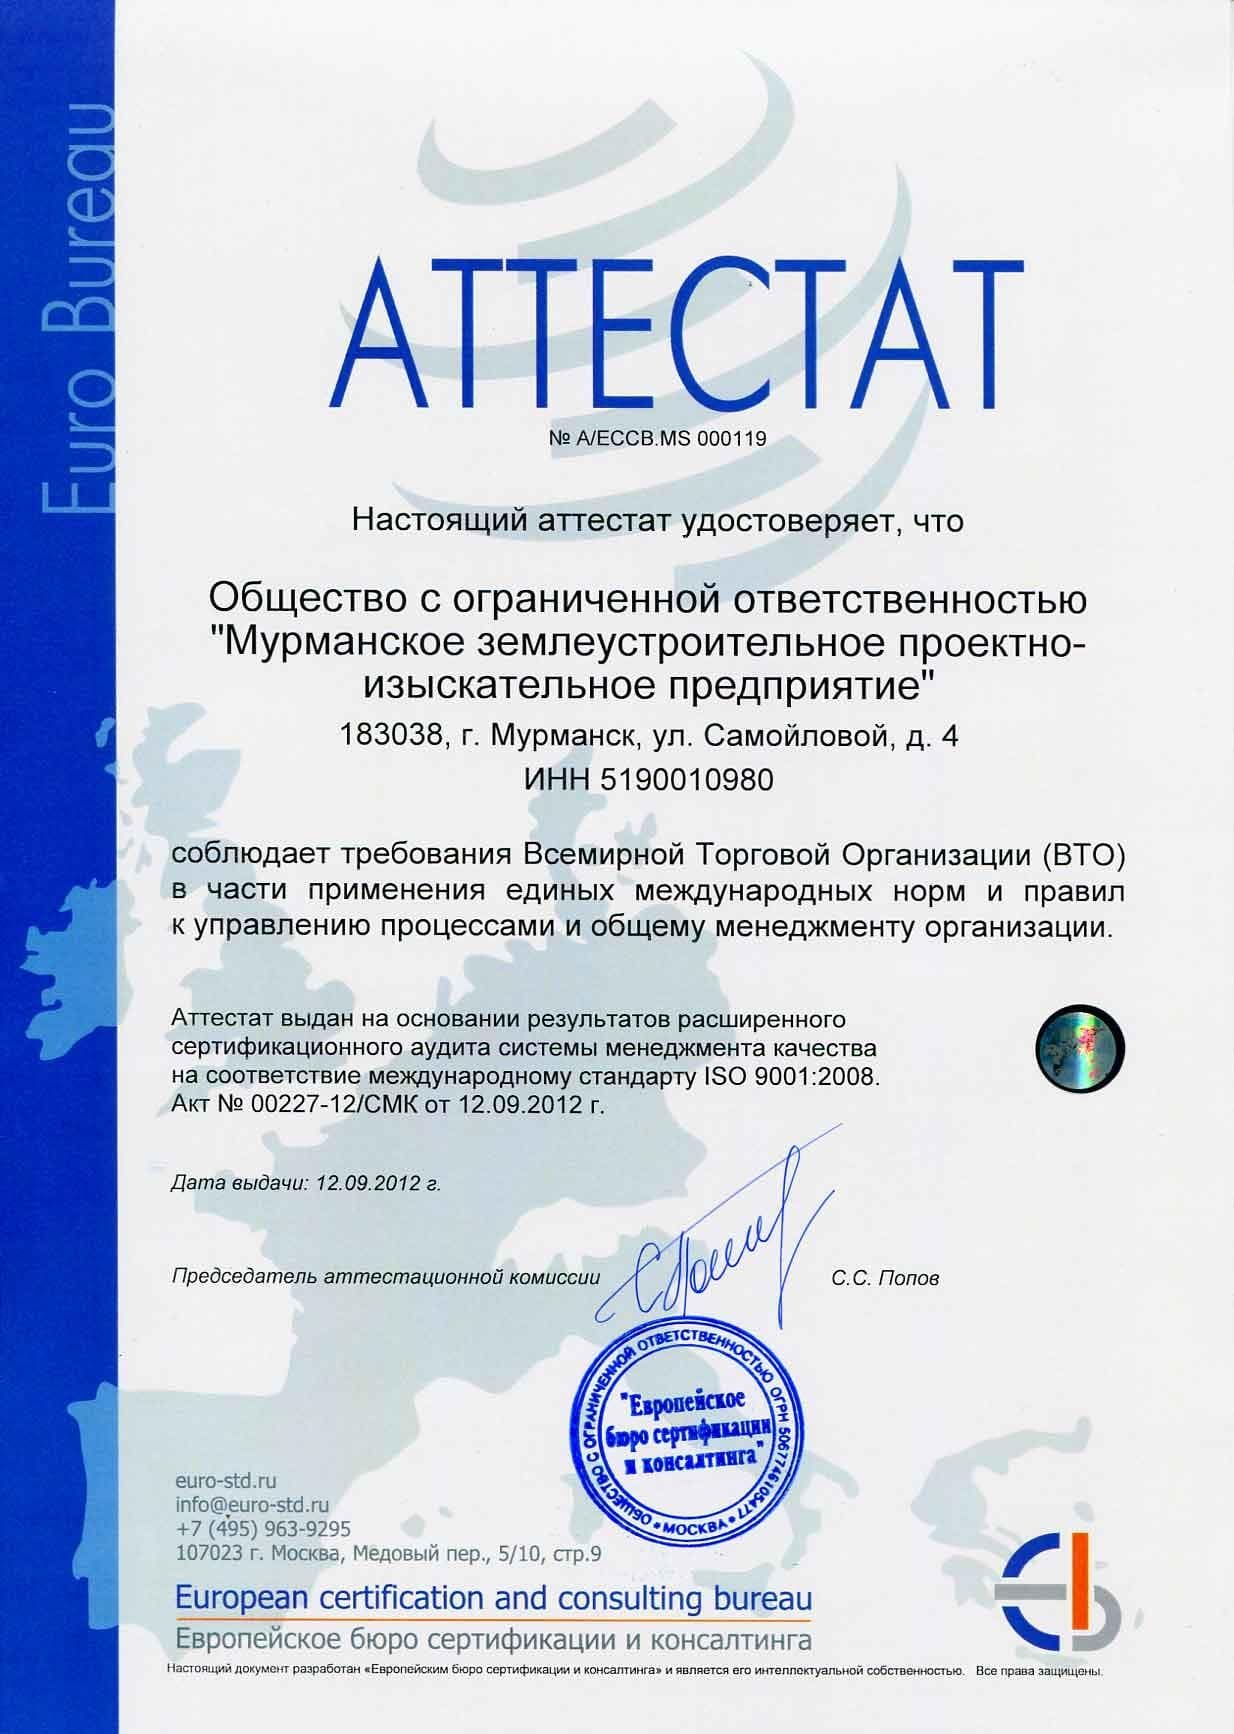 Euro Bureau
АТТЕСТАТ
№ A/ECCB.MS 000119
Настоящий аттестат удостоверяет, что
Общество с ограниченной ответственностью
"Мурманское землеустроительное проектно-
изыскательное предприятие"
183038, г. Мурманск, ул. Самойловой, д. 4
ИНН 5190010980
соблюдает требования Всемирной Торговой Организации (ВТО)
в части применения единых международных норм и правил
к управлению процессами и общему менеджменту организации.
Аттестат выдан на основании результатов расширенного
сертификационного аудита системы менеджмента качества
на соответствие международному стандарту ISO 9001:2008.
Акт № 00227-12/СМК от 12.09.2012 г.
Дата выдачи: 12.09.2012 г.
Председатель аттестационной комиссии
С.С. Попов
ОБЩЕСТВО С ОГРАНИЧЕННОЙ ОТВЕТСТВЕННОСТЬЮ ОГРН 5067746105477
• МОСКВА •
"Европейское
бюро сертификации
и консалтинга"
euro-std.ru
info@euro-std.ru
+7 (495) 963-9295
107023 г. Москва, Медовый пер., 5/10, стр.9
European certification and consulting bureau
Европейское бюро сертификации и консалтинга
Настоящий документ разработан «Европейским бюро сертификации и консалтинга» и является его интеллектуальной собственностью. Все права защищены.